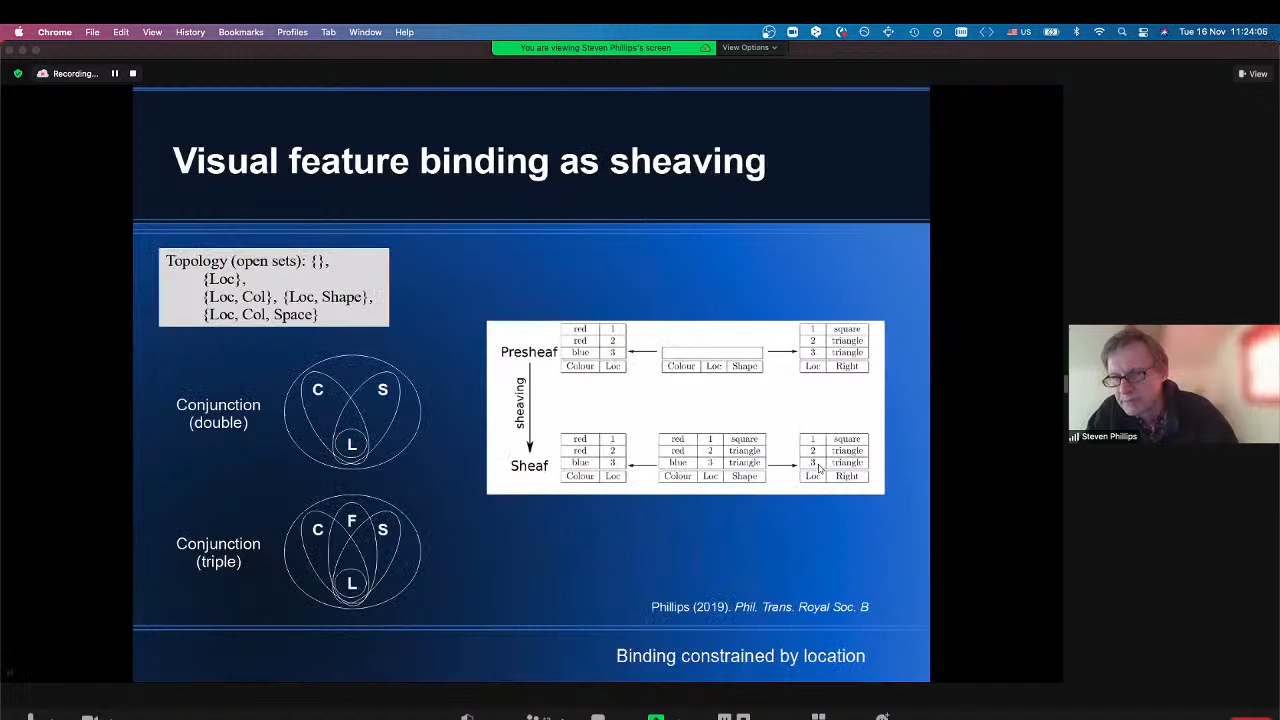 Chrome File Edit View History Bookmarks Profiles Tab Window Help
US
Tue 16 Nov 11:24:06
You are viewing Steven Phillips's screen
View Options
Recording...
View
Visual feature binding as sheaving
Topology (open sets): {},
{Loc},
{Loc, Col}, {Loc, Shape},
{Loc, Col, Space}
Conjunction
(double)
C S
L
Conjunction
(triple)
C F S
L
red 1 1 square
red 2 2 triangle
Presheaf blue 3 3 triangle
Colour Loc Colour Loc Shape Loc Right
sheaving
red 1 red 1 square 1 square
red 2 red 2 triangle 2 triangle
Sheaf blue 3 blue 3 triangle 3 triangle
Colour Loc Colour Loc Shape Loc Right
Phillips (2019). Phil. Trans. Royal Soc. B
Binding constrained by location
Steven Phillips